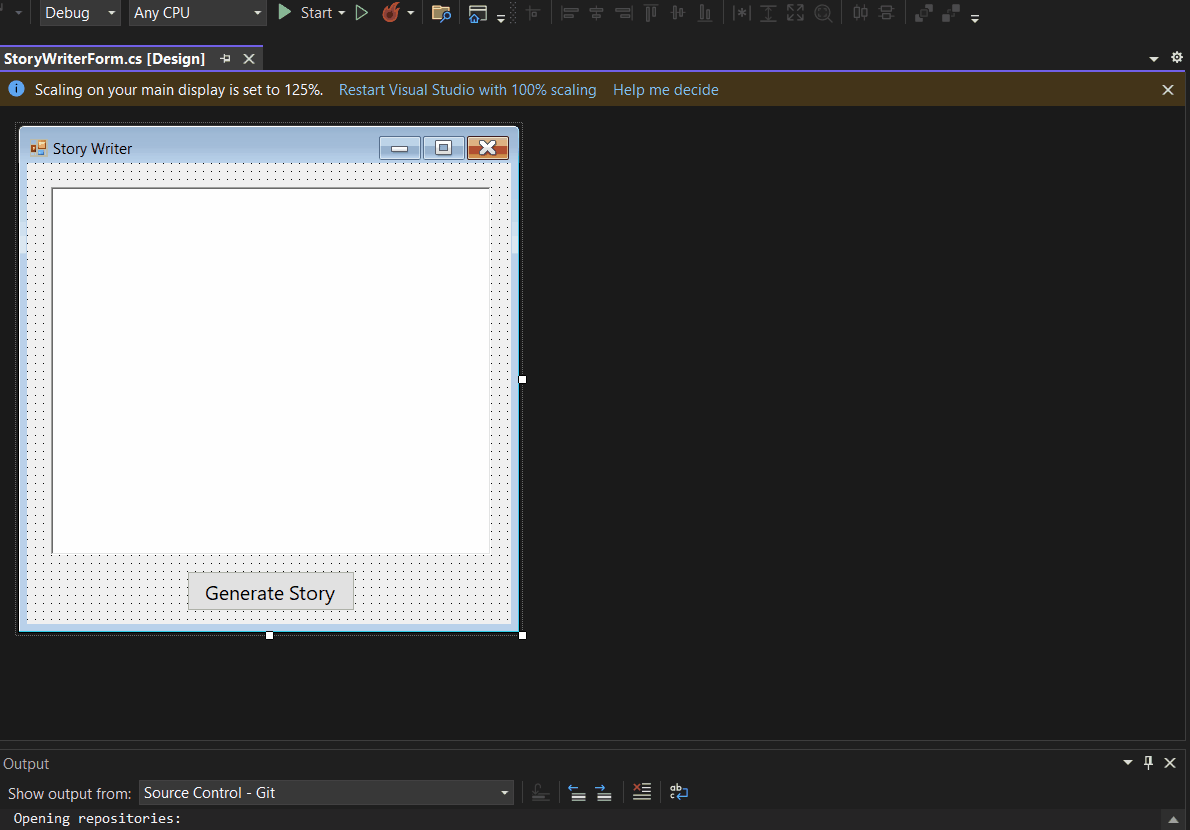 Debug Any CPU Start
StoryWriterForm.cs [Design]
Scaling on your main display is set to 125%. Restart Visual Studio with 100% scaling Help me decide
Story Writer
Generate Story
Output
Show output from: Source Control - Git
Opening repositories: